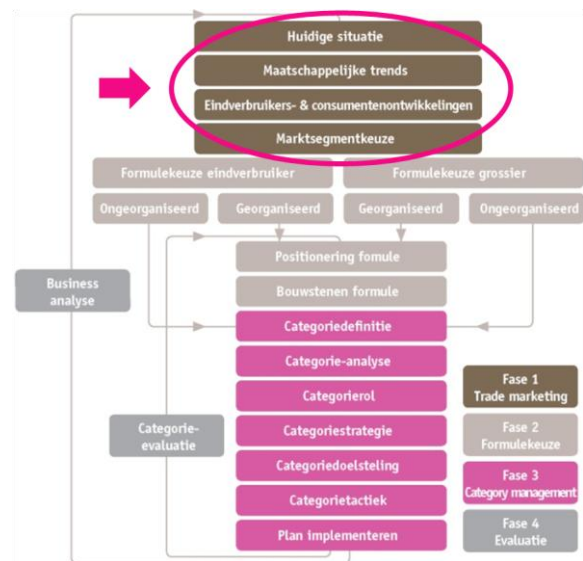 Huidige situatie
Maatschappelijke trends
Eindverbruikers- & consumentenontwikkelingen
Marktsegmentkeuze
Formulekeuze eindverbruiker
Formulekeuze grossier
Ongeorganiseerd
Georganiseerd
Georganiseerd
Ongeorganiseerd
Positionering fomule
Bouwstenen formule
Business
analyse
Categoriedefinitie
Categorie-analyse
Categorierol
Categoriestrategie
Categoriedoelsteling
Categorietactiek
Plan implementeren
Categorie-
evaluatie
Fase 1
Trade marketing
Fase 2
Formulekeuze
Fase 3
Category management
Fase 4
Evaluatie